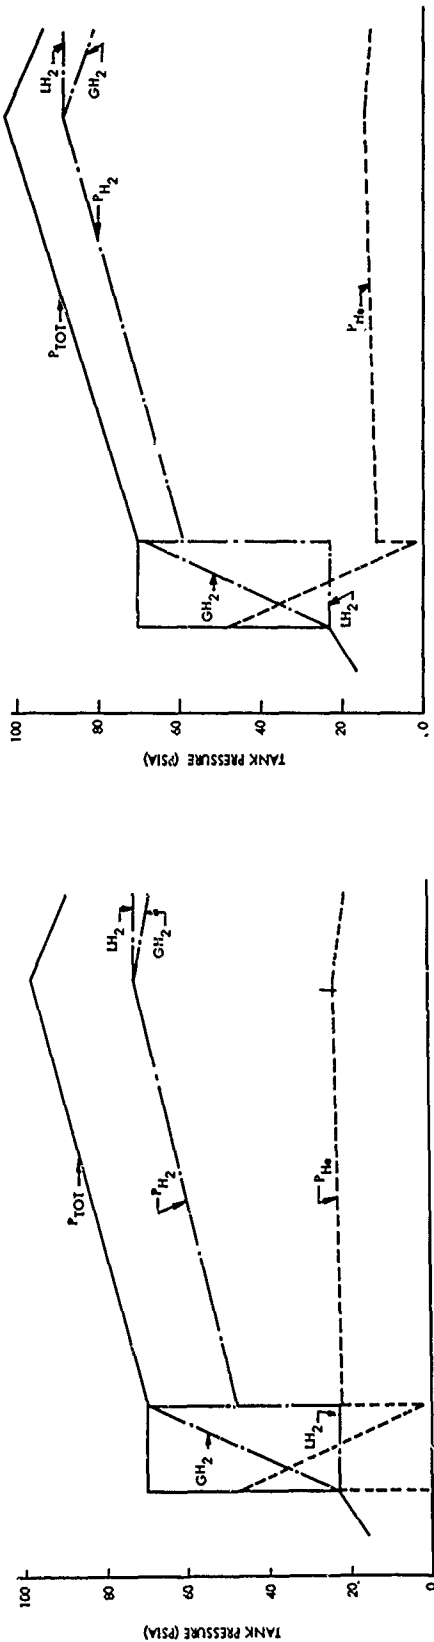 100
80
60
40
20
0
TANK PRESSURE (PSIA)
P_TOT
LH2
GH2
P_H2
P_He
GH2
LH2
100
80
60
40
20
0
TANK PRESSURE (PSIA)
P_TOT
LH2
GH2
P_H2
P_He
GH2
LH2